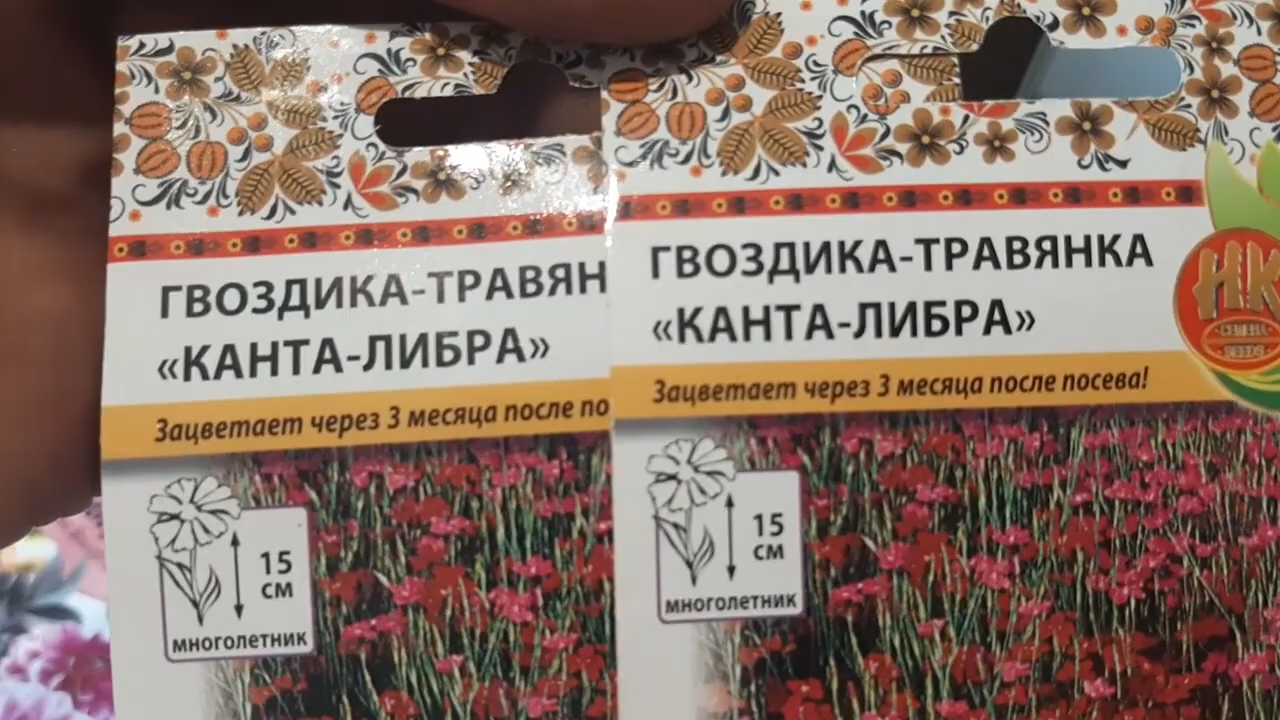 ГВОЗДИКА-ТРАВЯН
«КАНТА-ЛИБРА»
Зацветает через 3 месяца после по
15
см
многолетник
ГВОЗДИКА-ТРАВЯНКА
«КАНТА-ЛИБРА»
Зацветает через 3 месяца после посева!
15
см
многолетник
НК